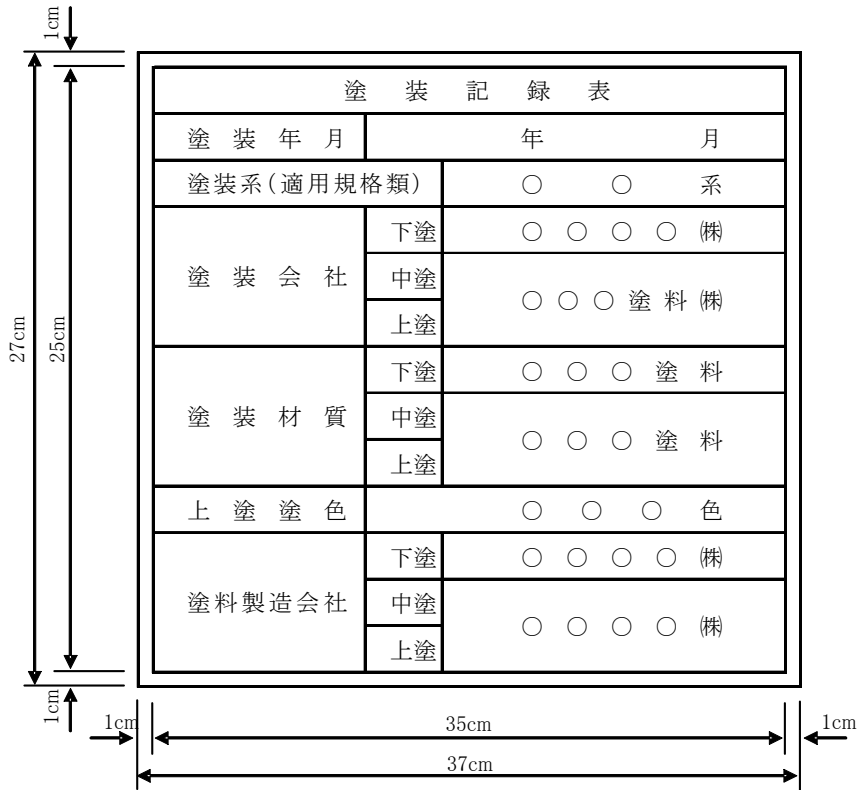 1cm
塗装記録表
塗装年月 年 月
塗装系(適用規格類) ○ ○ 系
下塗 ○○○○㈱
塗装会社 中塗 ○○○塗料㈱
上塗
下塗 ○○○塗料
塗装材質 中塗 ○○○塗料
上塗
上塗塗色 ○○○色
下塗 ○○○○㈱
塗料製造会社 中塗 ○○○○㈱
上塗
27cm
25cm
1cm
1cm 35cm 1cm
37cm